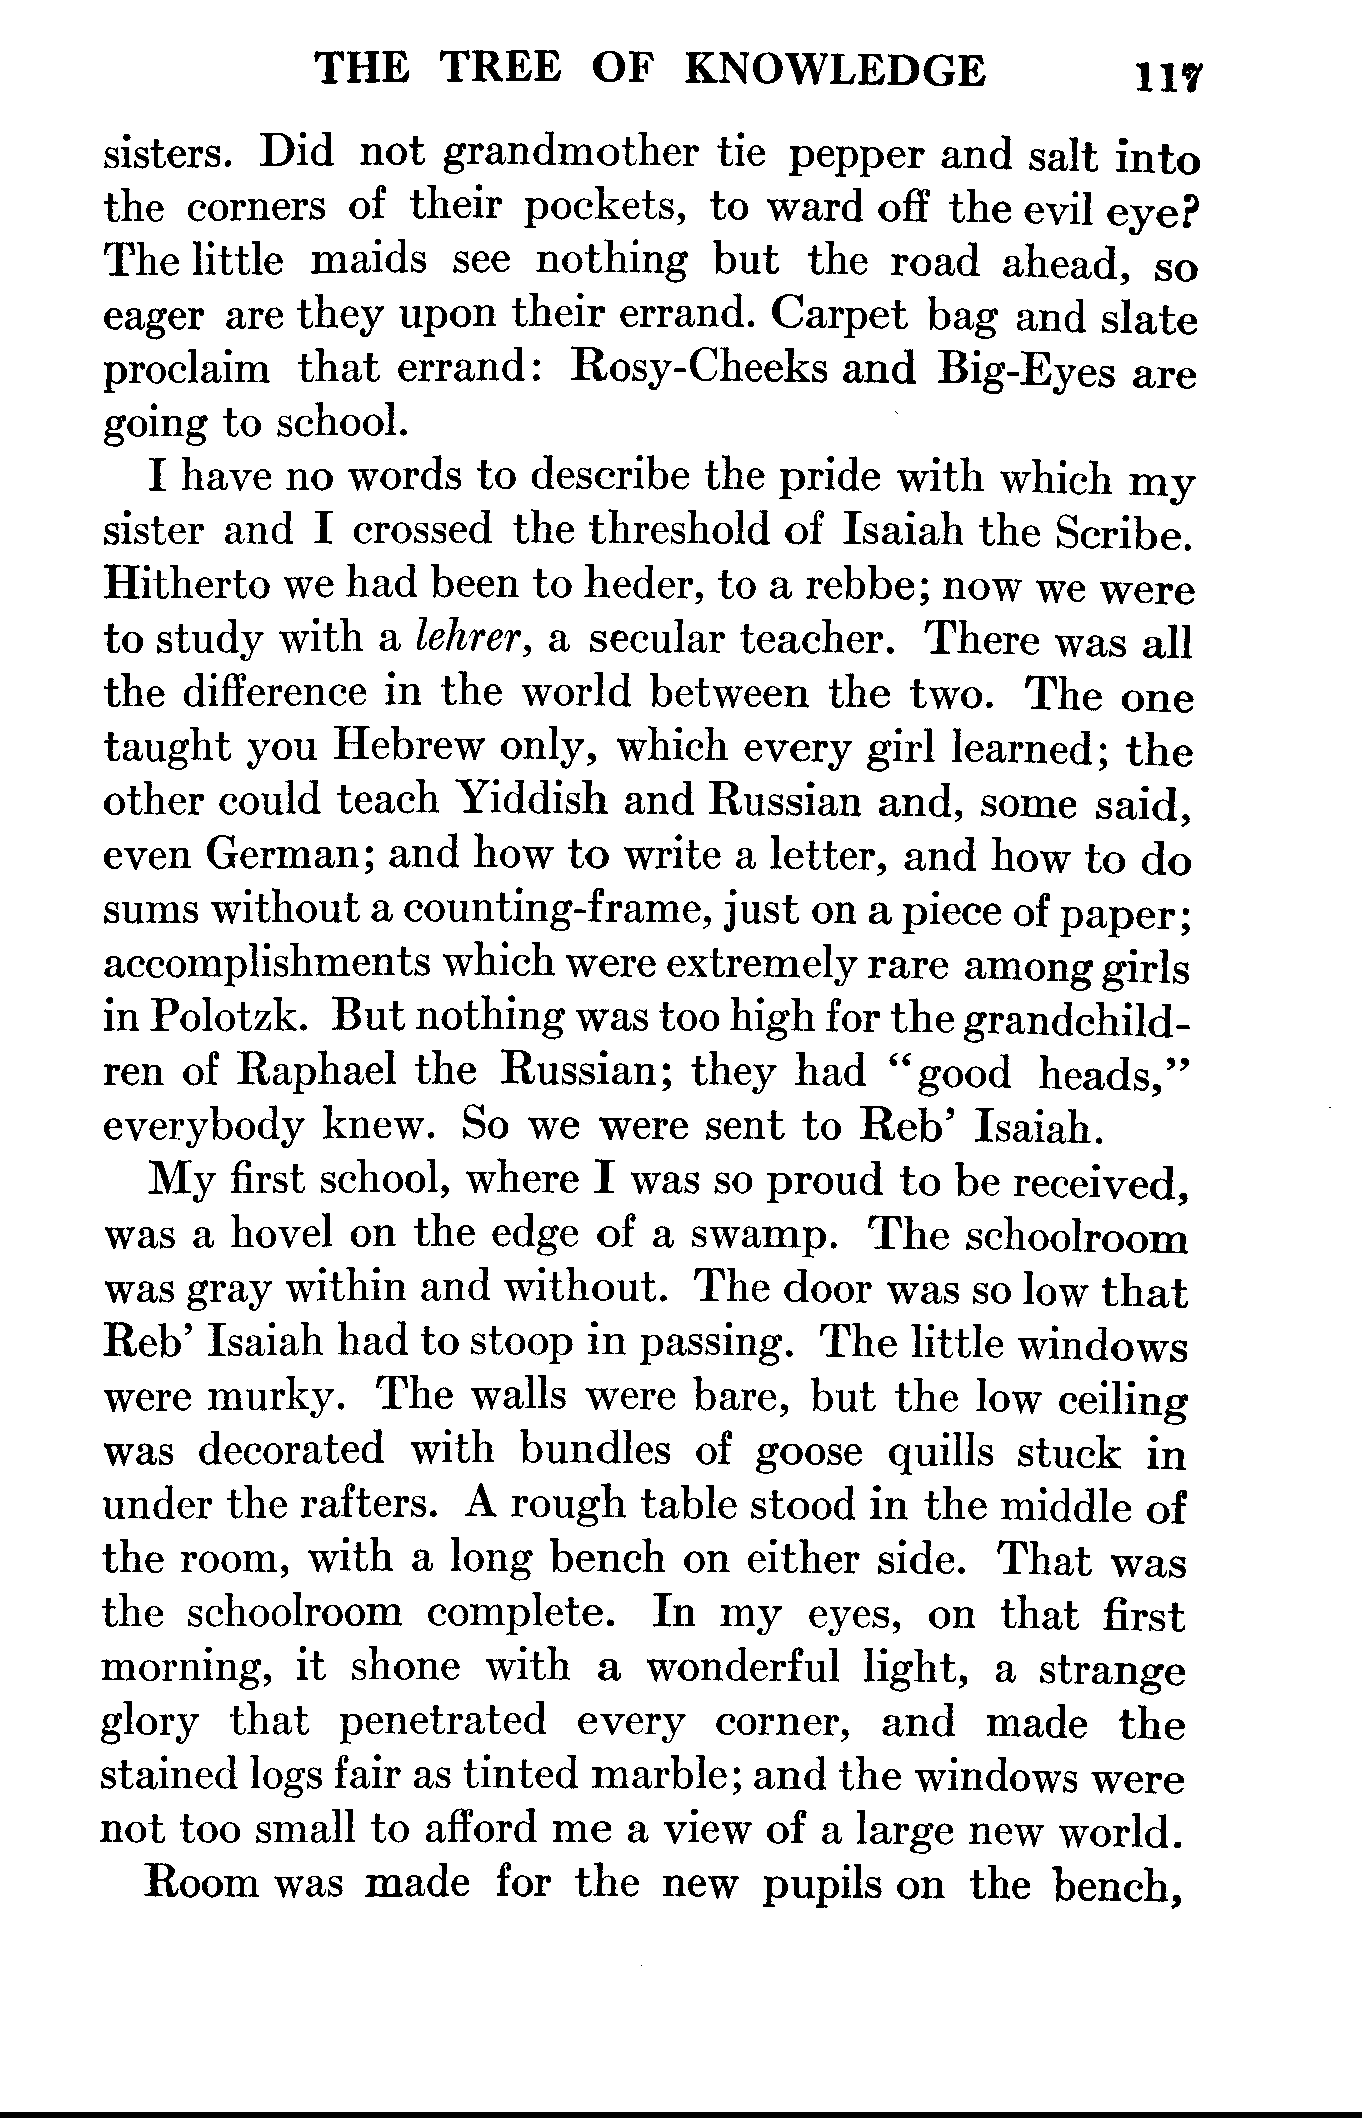 THE TREE OF KNOWLEDGE 117
sisters. Did not grandmother tie pepper and salt into
the corners of their pockets, to ward off the evil eye?
The little maids see nothing but the road ahead, so
eager are they upon their errand. Carpet bag and slate
proclaim that errand: Rosy-Cheeks and Big-Eyes are
going to school.
I have no words to describe the pride with which my
sister and I crossed the threshold of Isaiah the Scribe.
Hitherto we had been to heder, to a rebbe; now we were
to study with a lehrer, a secular teacher. There was all
the difference in the world between the two. The one
taught you Hebrew only, which every girl learned; the
other could teach Yiddish and Russian and, some said,
even German; and how to write a letter, and how to do
sums without a counting-frame, just on a piece of paper;
accomplishments which were extremely rare among girls
in Polotzk. But nothing was too high for the grandchild-
ren of Raphael the Russian; they had “good heads,”
everybody knew. So we were sent to Reb’ Isaiah.
My first school, where I was so proud to be received,
was a hovel on the edge of a swamp. The schoolroom
was gray within and without. The door was so low that
Reb’ Isaiah had to stoop in passing. The little windows
were murky. The walls were bare, but the low ceiling
was decorated with bundles of goose quills stuck in
under the rafters. A rough table stood in the middle of
the room, with a long bench on either side. That was
the schoolroom complete. In my eyes, on that first
morning, it shone with a wonderful light, a strange
glory that penetrated every corner, and made the
stained logs fair as tinted marble; and the windows were
not too small to afford me a view of a large new world.
Room was made for the new pupils on the bench,